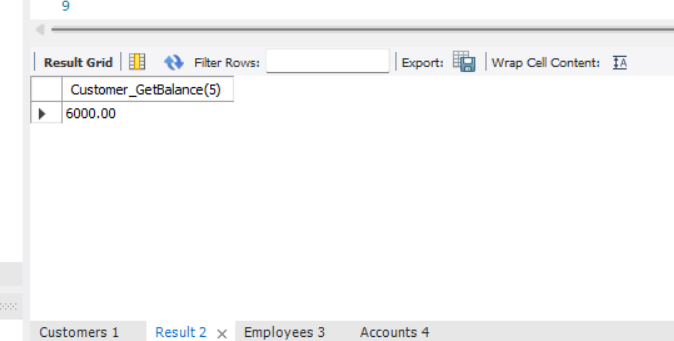 9
Result Grid Filter Rows: Export: Wrap Cell Content: IA
Customer_GetBalance(5)
6000.00
Customers 1 Result 2 × Employees 3 Accounts 4